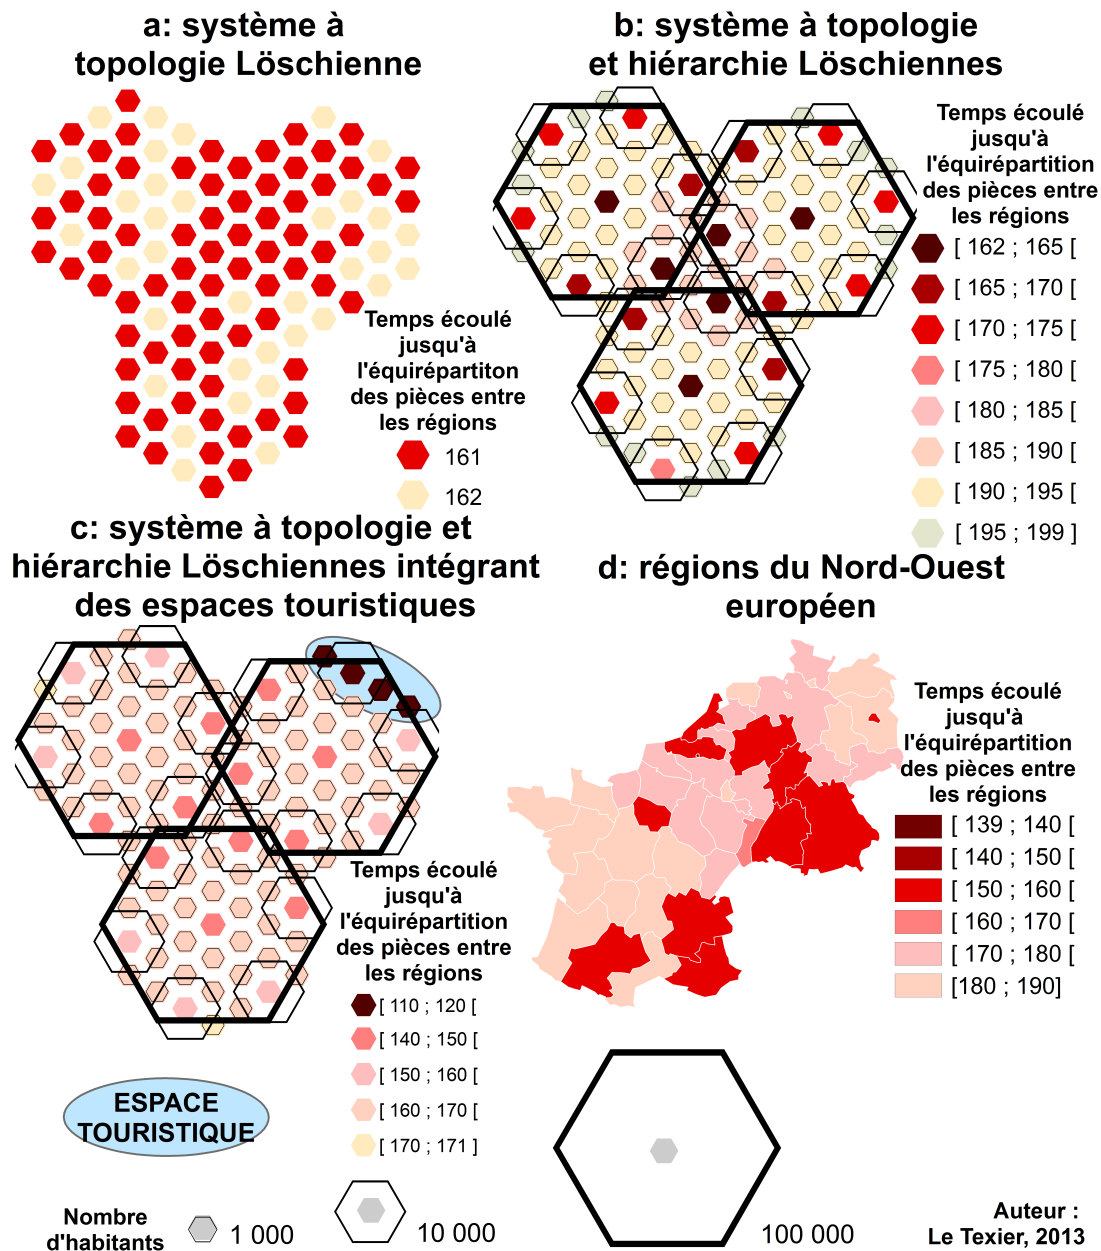 a: système à
topologie Löschienne
b: système à topologie
et hiérarchie Löschiennes
Temps écoulé
jusqu'à
l'équirépartiton
des pièces entre
les régions
161
162
Temps écoulé
jusqu'à
l'équirépartition
des pièces entre
les régions
[ 162 ; 165 [
[ 165 ; 170 [
[ 170 ; 175 [
[ 175 ; 180 [
[ 180 ; 185 [
[ 185 ; 190 [
[ 190 ; 195 [
[ 195 ; 199 ]
c: système à topologie et
hiérarchie Löschiennes intégrant
des espaces touristiques
d: régions du Nord-Ouest
européen
Temps écoulé
jusqu'à
l'équirépartition
des pièces entre
les régions
[ 110 ; 120 [
[ 140 ; 150 [
[ 150 ; 160 [
[ 160 ; 170 [
[ 170 ; 171 ]
Temps écoulé
jusqu'à
l'équirépartition
des pièces entre
les régions
[ 139 ; 140 [
[ 140 ; 150 [
[ 150 ; 160 [
[ 160 ; 170 [
[ 170 ; 180 [
[180 ; 190]
ESPACE
TOURISTIQUE
Nombre
d'habitants
1 000
10 000
100 000
Auteur :
Le Texier, 2013